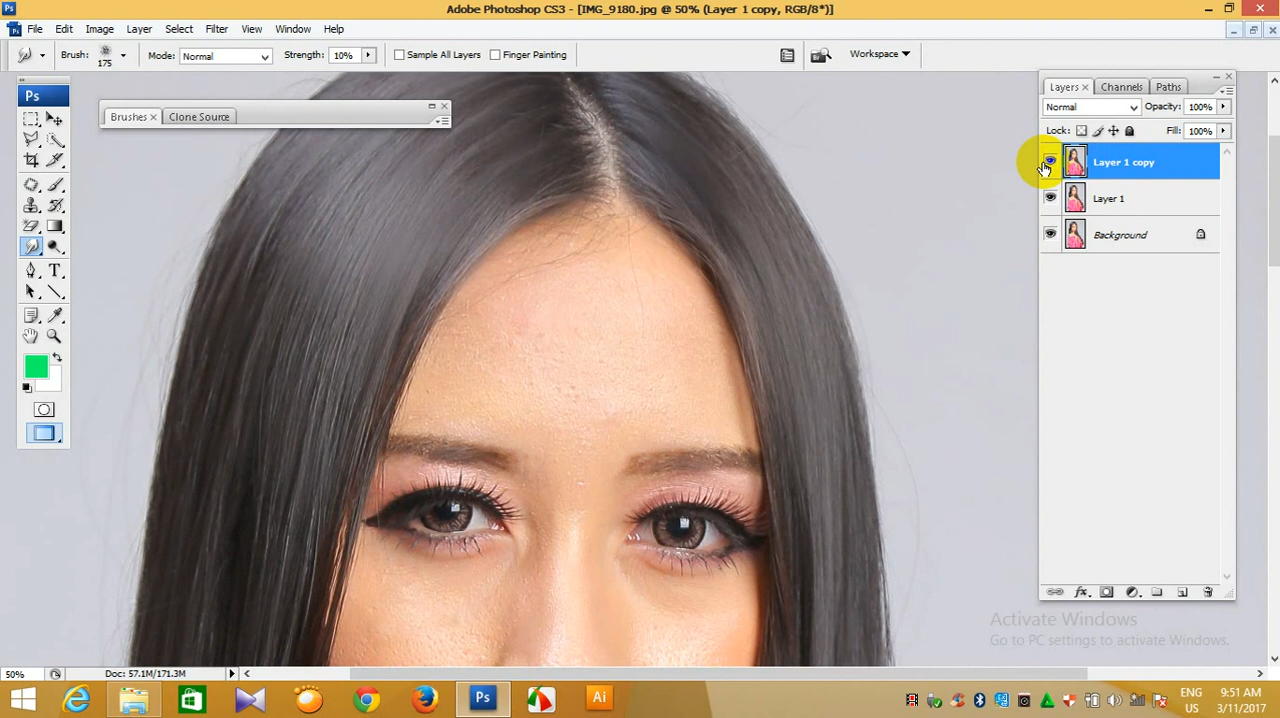 Adobe Photoshop CS3 - [IMG_9180.jpg @ 50% (Layer 1 copy, RGB/8*)]
File Edit Image Layer Select Filter View Window Help
Brush: 175 Mode: Normal Strength: 10% Sample All Layers Finger Painting Workspace
Ps
Brushes × Clone Source
Layers × Channels Paths
Normal Opacity: 100%
Lock: Fill: 100%
Layer 1 copy
Layer 1
Background
T
Activate Windows
Go to PC settings to activate Windows.
50% Doc: 57.1M/171.3M
Ps Ai
ENG 9:51 AM
US 3/11/2017